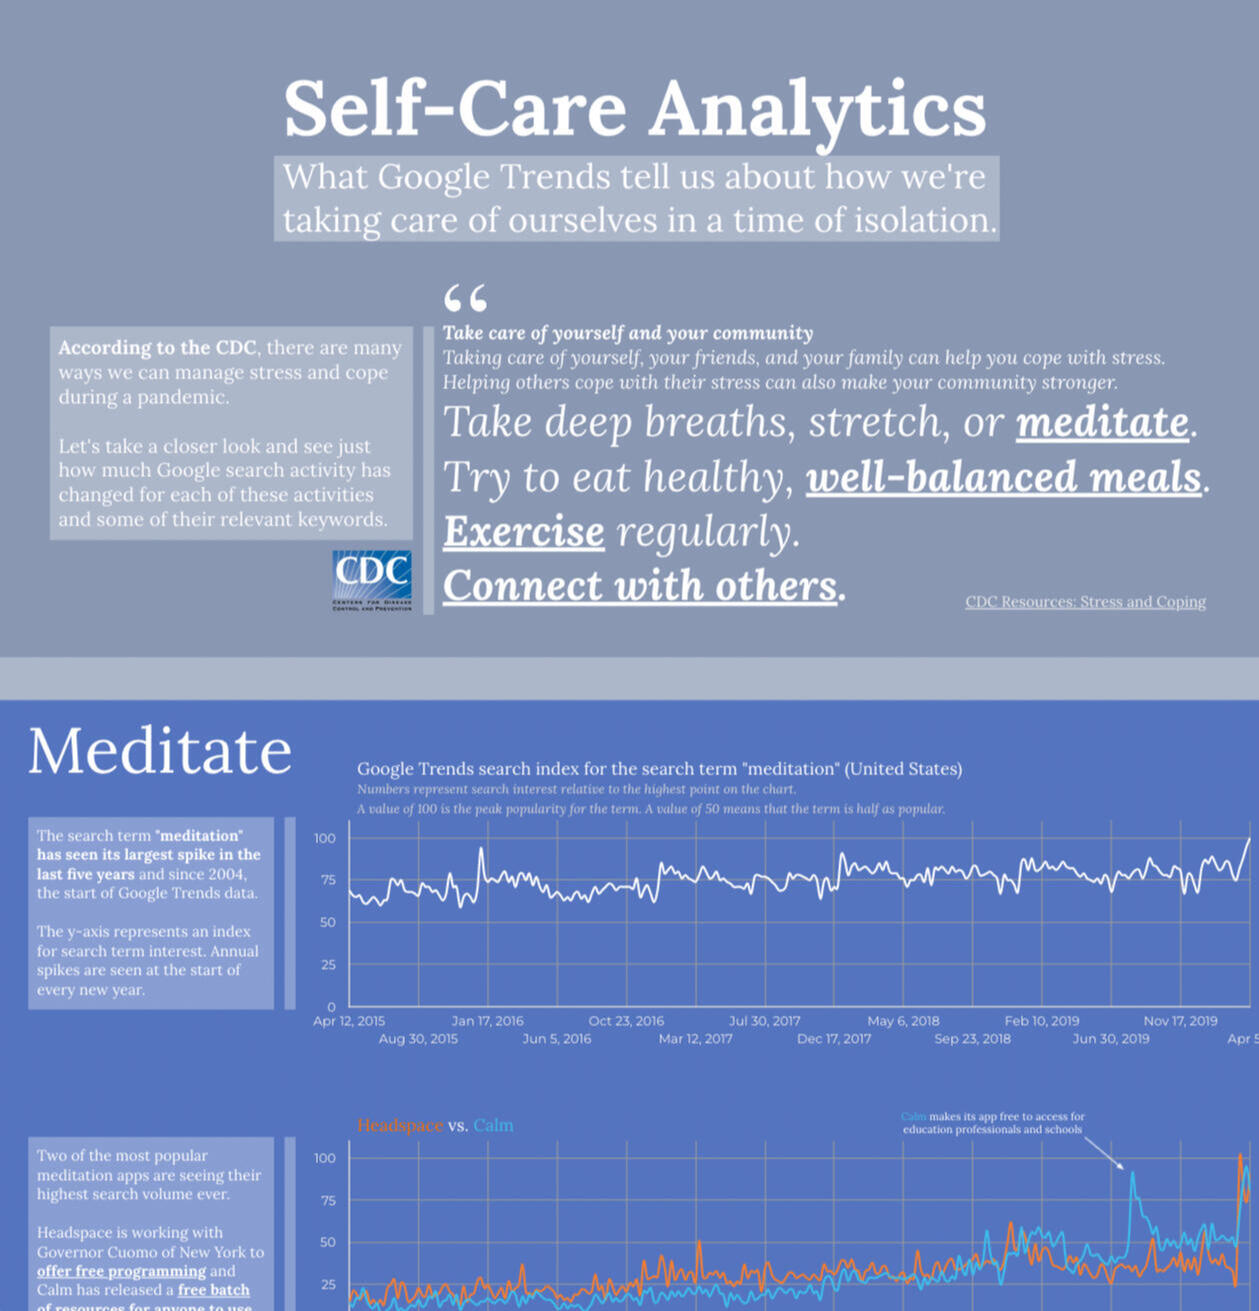 Self-Care Analytics
What Google Trends tell us about how we're
taking care of ourselves in a time of isolation.
According to the CDC, there are many
ways we can manage stress and cope
during a pandemic.
Let's take a closer look and see just
how much Google search activity has
changed for each of these activities
and some of their relevant keywords.
CDC
CENTERS FOR DISEASE
CONTROL AND PREVENTION
“
Take care of yourself and your community
Taking care of yourself, your friends, and your family can help you cope with stress.
Helping others cope with their stress can also make your community stronger.
Take deep breaths, stretch, or meditate.
Try to eat healthy, well-balanced meals.
Exercise regularly.
Connect with others.
CDC Resources: Stress and Coping
Meditate
The search term "meditation"
has seen its largest spike in the
last five years and since 2004,
the start of Google Trends data.
The y-axis represents an index
for search term interest. Annual
spikes are seen at the start of
every new year.
Google Trends search index for the search term "meditation" (United States)
Numbers represent search interest relative to the highest point on the chart.
A value of 100 is the peak popularity for the term. A value of 50 means that the term is half as popular.
100
75
50
25
0
Apr 12, 2015 Jan 17, 2016 Oct 23, 2016 Jul 30, 2017 May 6, 2018 Feb 10, 2019 Nov 17, 2019
Aug 30, 2015 Jun 5, 2016 Mar 12, 2017 Dec 17, 2017 Sep 23, 2018 Jun 30, 2019 Apr 5
Two of the most popular
meditation apps are seeing their
highest search volume ever.
Headspace is working with
Governor Cuomo of New York to
offer free programming and
Calm has released a free batch
of resources for anyone to use
Headspace vs. Calm
Calm makes its app free to access for
education professionals and schools
100
75
50
25